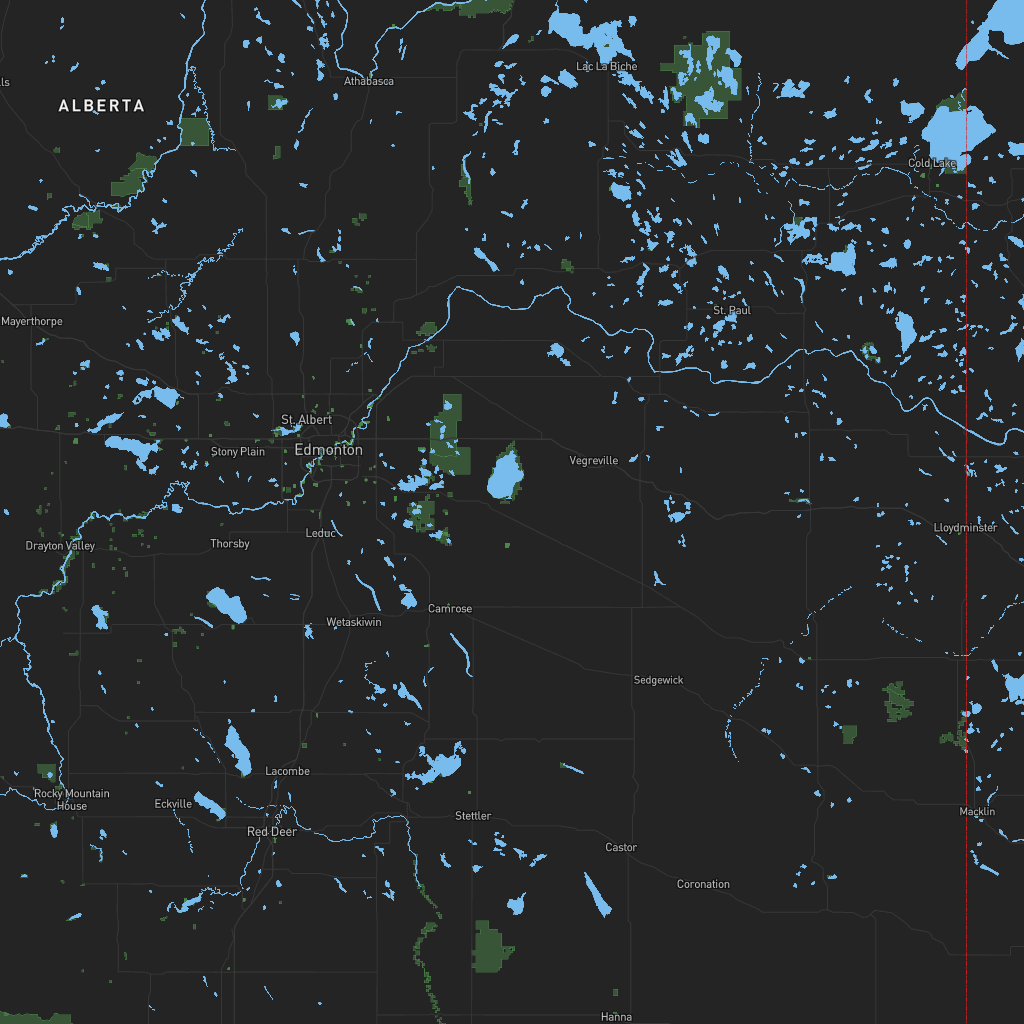 Lac La Biche
Athabasca
ls
ALBERTA
Cold Lake
St. Paul
Mayerthorpe
St. Albert
Edmonton
Stony Plain
Vegreville
Lloydminster
Leduc
Thorsby
Drayton Valley
Camrose
Wetaskiwin
Sedgewick
Lacombe
Rocky Mountain
House
Eckville
Macklin
Stettler
Red Deer
Castor
Coronation
Hanna